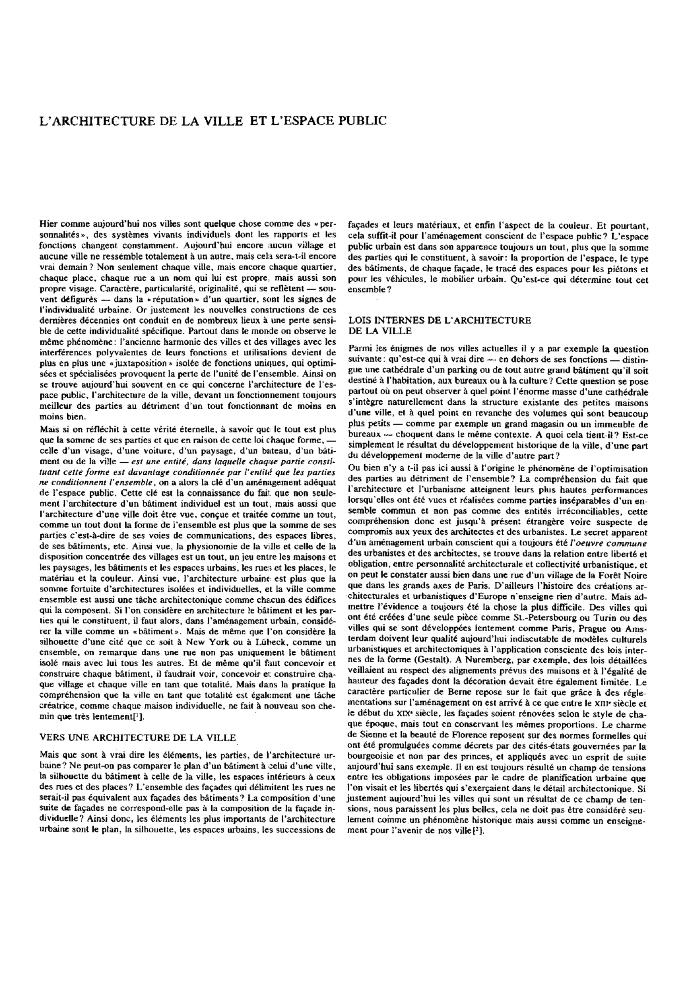 L'ARCHITECTURE DE LA VILLE ET L'ESPACE PUBLIC
Hier comme aujourd'hui nos villes sont quelque chose comme des «per-
sonnalités», des systèmes vivants individuels dont les rapports et les
fonctions changent constamment. Aujourd'hui encore aucun village et
aucune ville ne ressemble totalement à un autre, mais cela sera-t-il encore
vrai demain? Non seulement chaque ville, mais encore chaque quartier,
chaque place, chaque rue a un nom qui lui est propre, mais aussi son
propre visage. Caractère, particularité, originalité, qui se reflètent — sou-
vent défigurés — dans la «réputation» d'un quartier, sont les signes de
l'individualité urbaine. Or justement les nouvelles constructions de ces
dernières décennies ont conduit en de nombreux lieux à une perte sensi-
ble de cette individualité spécifique. Partout dans le monde on observe le
même phénomène: l'ancienne harmonie des villes et des villages avec les
interférences polyvalentes de leurs fonctions et utilisations devient de
plus en plus une «juxtaposition» isolée de fonctions uniques, qui optimi-
sées et spécialisées provoquent la perte de l'unité de l'ensemble. Ainsi on
se trouve aujourd'hui souvent en ce qui concerne l'architecture de l'es-
pace public, l'architecture de la ville, devant un fonctionnement toujours
meilleur des parties au détriment d'un tout fonctionnant de moins en
moins bien.
Mais si on réfléchit à cette vérité éternelle, à savoir que le tout est plus
que la somme de ses parties et que en raison de cette loi chaque forme, —
celle d'un visage, d'une voiture, d'un paysage, d'un bateau, d'un bâti-
ment ou de la ville — est une entité, dans laquelle chaque partie consti-
tuant cette forme est davantage conditionnée par l'entité que les parties
ne conditionnent l'ensemble, on a alors la clé d'un aménagement adéquat
de l'espace public. Cette clé est la connaissance du fait que non seule-
ment l'architecture d'un bâtiment individuel est un tout, mais aussi que
l'architecture d'une ville doit être vue, conçue et traitée comme un tout,
comme un tout dont la forme de l'ensemble est plus que la somme de ses
parties c'est-à-dire de ses voies de communications, des espaces libres,
de ses bâtiments, etc. Ainsi vue, la physionomie de la ville et celle de la
disposition concentrée des villages est un tout, un jeu entre les maisons et
les paysages, les bâtiments et les espaces urbains, les rues et les places, le
matériau et la couleur. Ainsi vue, l'architecture urbaine est plus que la
somme fortuite d'architectures isolées et individuelles, et la ville comme
ensemble est aussi une tâche architectonique comme chacun des édifices
qui la composent. Si l'on considère en architecture le bâtiment et les par-
ties qui le constituent, il faut alors, dans l'aménagement urbain, considé-
rer la ville comme un «bâtiment». Mais de même que l'on considère la
silhouette d'une cité que ce soit à New York ou à Lübeck, comme un
ensemble, on remarque dans une rue non pas uniquement le bâtiment
isolé mais avec lui tous les autres. Et de même qu'il faut concevoir et
construire chaque bâtiment, il faudrait voir, concevoir et construire cha-
que village et chaque ville en tant que totalité. Mais dans la pratique la
compréhension que la ville en tant que totalité est également une tâche
créatrice, comme chaque maison individuelle, ne fait à nouveau son che-
min que très lentement[¹].
VERS UNE ARCHITECTURE DE LA VILLE
Mais que sont à vrai dire les éléments, les parties, de l'architecture ur-
baine? Ne peut-on pas comparer le plan d'un bâtiment à celui d'une ville,
la silhouette du bâtiment à celle de la ville, les espaces intérieurs à ceux
des rues et des places? L'ensemble des façades qui délimitent les rues ne
serait-il pas équivalent aux façades des bâtiments? La composition d'une
suite de façades ne correspond-elle pas à la composition de la façade in-
dividuelle? Ainsi donc, les éléments les plus importants de l'architecture
urbaine sont le plan, la silhouette, les espaces urbains, les successions de
façades et leurs matériaux, et enfin l'aspect de la couleur. Et pourtant,
cela suffit-il pour l'aménagement conscient de l'espace public? L'espace
public urbain est dans son apparence toujours un tout, plus que la somme
des parties qui le constituent, à savoir: la proportion de l'espace, le type
des bâtiments, de chaque façade, le tracé des espaces pour les piétons et
pour les véhicules, le mobilier urbain. Qu'est-ce qui détermine tout cet
ensemble?
LOIS INTERNES DE L'ARCHITECTURE
DE LA VILLE
Parmi les énigmes de nos villes actuelles il y a par exemple la question
suivante: qu'est-ce qui à vrai dire — en dehors de ses fonctions — distin-
gue une cathédrale d'un parking ou de tout autre grand bâtiment qu'il soit
destiné à l'habitation, aux bureaux ou à la culture? Cette question se pose
partout où on peut observer à quel point l'énorme masse d'une cathédrale
s'intègre naturellement dans la structure existante des petites maisons
d'une ville, et à quel point en revanche des volumes qui sont beaucoup
plus petits — comme par exemple un grand magasin ou un immeuble de
bureaux — choquent dans le même contexte. A quoi cela tient-il? Est-ce
simplement le résultat du développement historique de la ville, d'une part
du développement moderne de la ville d'autre part?
Ou bien n'y a t-il pas ici aussi à l'origine le phénomène de l'optimisation
des parties au détriment de l'ensemble? La compréhension du fait que
l'architecture et l'urbanisme atteignent leurs plus hautes performances
lorsqu'elles ont été vues et réalisées comme parties inséparables d'un en-
semble commun et non pas comme des entités irréconciliables, cette
compréhension donc est jusqu'à présent étrangère voire suspecte de
compromis aux yeux des architectes et des urbanistes. Le secret apparent
d'un aménagement urbain conscient qui a toujours été l'oeuvre commune
des urbanistes et des architectes, se trouve dans la relation entre liberté et
obligation, entre personnalité architecturale et collectivité urbanistique, et
on peut le constater aussi bien dans une rue d'un village de la Forêt Noire
que dans les grands axes de Paris. D'ailleurs l'histoire des créations ar-
chitecturales et urbanistiques d'Europe n'enseigne rien d'autre. Mais ad-
mettre l'évidence a toujours été la chose la plus difficile. Des villes qui
ont été créées d'une seule pièce comme St.-Petersbourg ou Turin ou des
villes qui se sont développées lentement comme Paris, Prague ou Ams-
terdam doivent leur qualité aujourd'hui indiscutable de modèles culturels
urbanistiques et architectoniques à l'application consciente des lois inter-
nes de la forme (Gestalt). A Nuremberg, par exemple, des lois détaillées
veillaient au respect des alignements prévus des maisons et à l'égalité de
hauteur des façades dont la décoration devait être également limitée. Le
caractère particulier de Berne repose sur le fait que grâce à des régle-
mentations sur l'aménagement on est arrivé à ce que entre le XIIIᵉ siècle et
le début du XIXᵉ siècle, les façades soient rénovées selon le style de cha-
que époque, mais tout en conservant les mêmes proportions. Le charme
de Sienne et la beauté de Florence reposent sur des normes formelles qui
ont été promulguées comme décrets par des cités-états gouvernées par la
bourgeoisie et non par des princes, et appliqués avec un esprit de suite
aujourd'hui sans exemple. Il en est toujours résulté un champ de tensions
entre les obligations imposées par le cadre de planification urbaine que
l'on visait et les libertés qui s'exerçaient dans le détail architectonique. Si
justement aujourd'hui les villes qui sont un résultat de ce champ de ten-
sions, nous paraissent les plus belles, cela ne doit pas être considéré seu-
lement comme un phénomène historique mais aussi comme un enseigne-
ment pour l'avenir de nos ville[²].